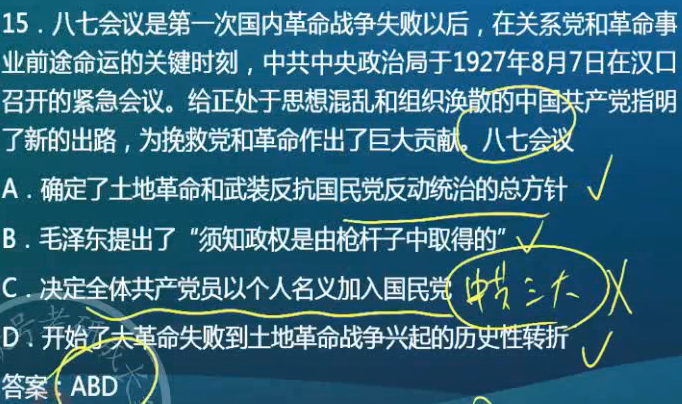 15．八七会议是第一次国内革命战争失败以后，在关系党和革命事
业前途命运的关键时刻，中共中央政治局于1927年8月7日在汉口
召开的紧急会议。给正处于思想混乱和组织涣散的中国共产党指明
了新的出路，为挽救党和革命作出了巨大贡献。八七会议
A．确定了土地革命和武装反抗国民党反动统治的总方针
B．毛泽东提出了“须知政权是由枪杆子中取得的”
C．决定全体共产党员以个人名义加入国民党 中共三大
D．开始了大革命失败到土地革命战争兴起的历史性转折
答案：ABD